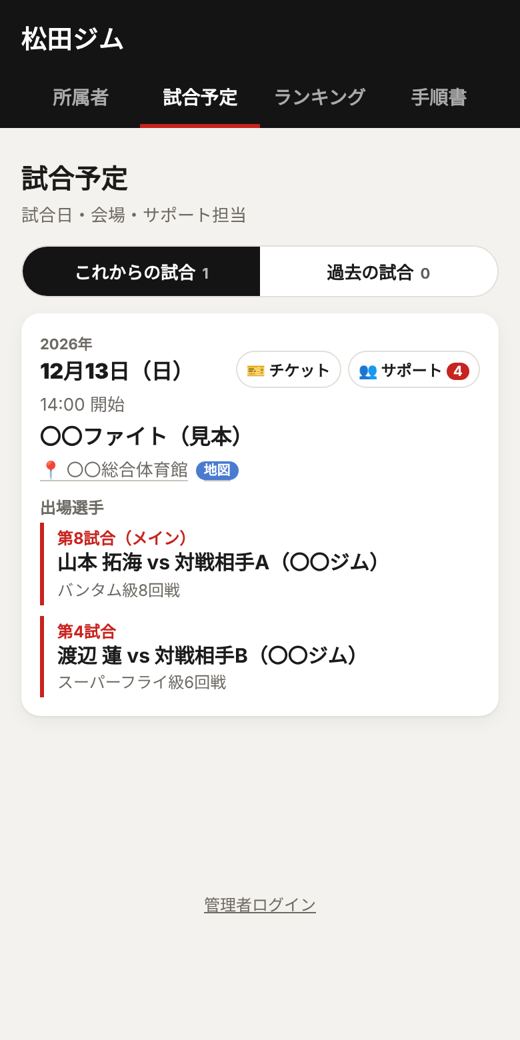 松田ジム
所属者 試合予定 ランキング 手順書
試合予定
試合日・会場・サポート担当
これからの試合 1 過去の試合 0
2026年
12月13日（日） 🎫 チケット 👥 サポート 4
14:00 開始
〇〇ファイト（見本）
📍 〇〇総合体育館 地図
出場選手
第8試合（メイン）
山本 拓海 vs 対戦相手A（〇〇ジム）
バンタム級8回戦
第4試合
渡辺 蓮 vs 対戦相手B（〇〇ジム）
スーパーフライ級6回戦
管理者ログイン